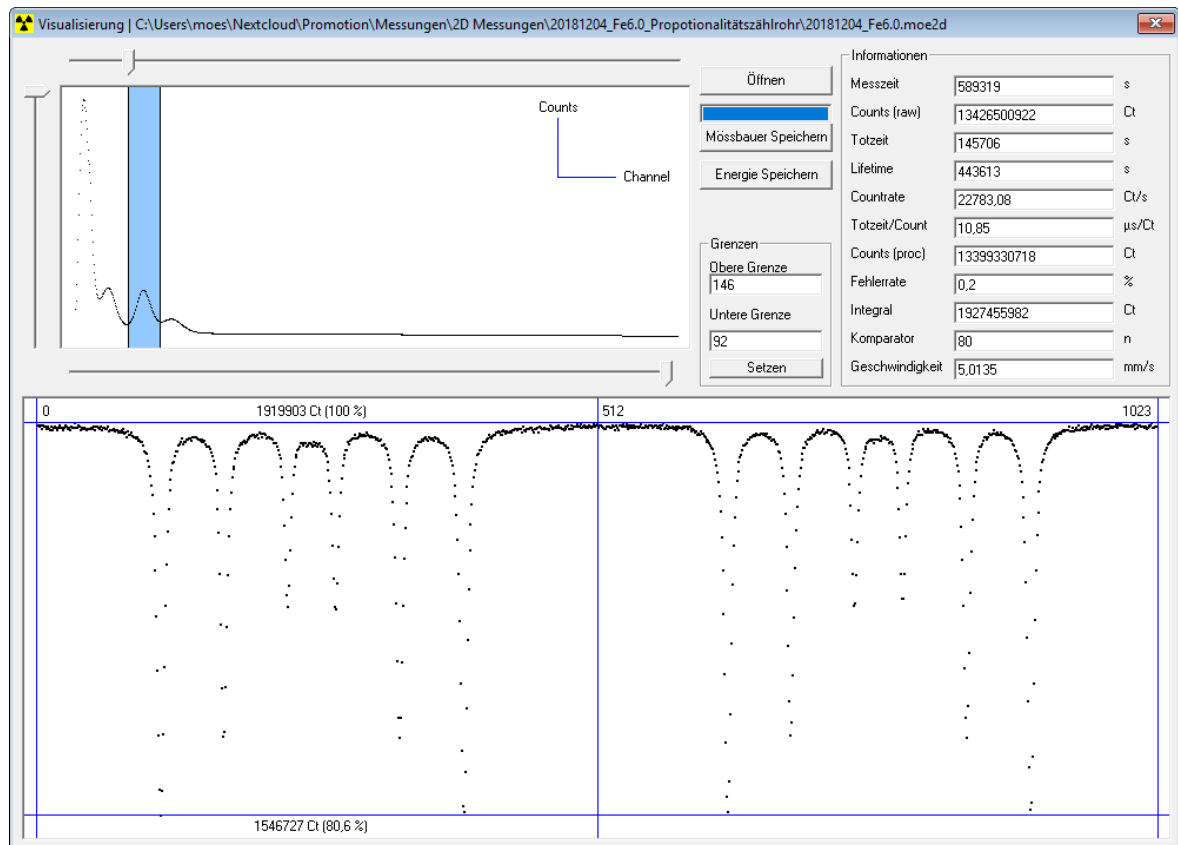 Visualisierung | C:\Users\moes\Nextcloud\Promotion\Messungen\2D Messungen\20181204_Fe6.0_Propotionalitätszählrohr\20181204_Fe6.0.moe2d
Counts
Channel
Öffnen
Mössbauer Speichern
Energie Speichern
Grenzen
Obere Grenze
146
Untere Grenze
92
Setzen
Informationen
Messzeit 589319 s
Counts (raw) 13426500922 Ct
Totzeit 145706 s
Lifetime 443613 s
Countrate 22783,08 Ct/s
Totzeit/Count 10,85 µs/Ct
Counts (proc) 13399330718 Ct
Fehlerrate 0,2 %
Integral 1927455982 Ct
Komparator 80 n
Geschwindigkeit 5,0135 mm/s
0 1919903 Ct (100 %) 512 1023
1546727 Ct (80,6 %)